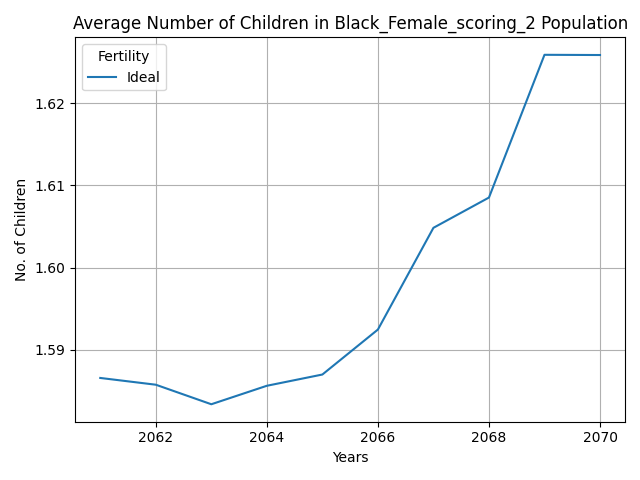 Average Number of Children in Black_Female_scoring_2 Population
Fertility
Ideal
No. of Children
1.62
1.61
1.60
1.59
2062 2064 2066 2068 2070
Years